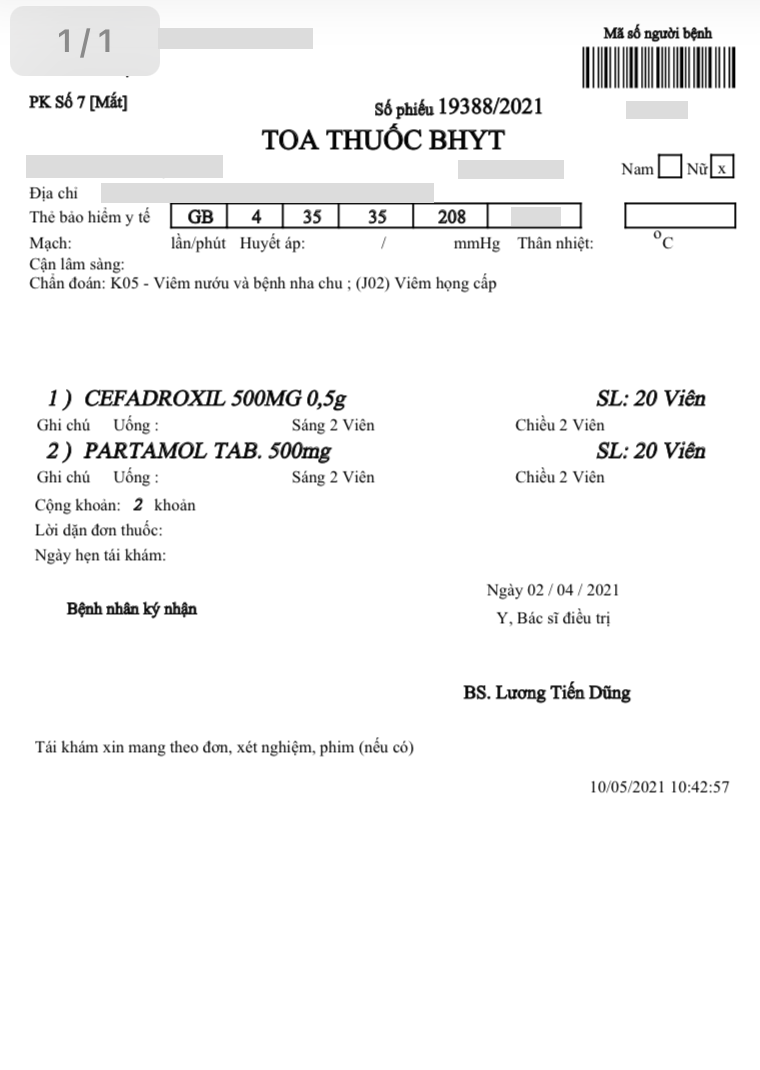 1/1
Mã số người bệnh
PK Số 7 [Mắt]
Số phiếu 19388/2021
TOA THUỐC BHYT
Nam Nữ x
Địa chỉ
Thẻ bảo hiểm y tế GB 4 35 35 208
Mạch: lần/phút Huyết áp: / mmHg Thân nhiệt: °C
Cận lâm sàng:
Chẩn đoán: K05 - Viêm nướu và bệnh nha chu ; (J02) Viêm họng cấp
1 ) CEFADROXIL 500MG 0,5g SL: 20 Viên
Ghi chú Uống : Sáng 2 Viên Chiều 2 Viên
2 ) PARTAMOL TAB. 500mg SL: 20 Viên
Ghi chú Uống : Sáng 2 Viên Chiều 2 Viên
Cộng khoản: 2 khoản
Lời dặn đơn thuốc:
Ngày hẹn tái khám:
Ngày 02 / 04 / 2021
Bệnh nhân ký nhận
Y, Bác sĩ điều trị
BS. Lương Tiến Dũng
Tái khám xin mang theo đơn, xét nghiệm, phim (nếu có)
10/05/2021 10:42:57